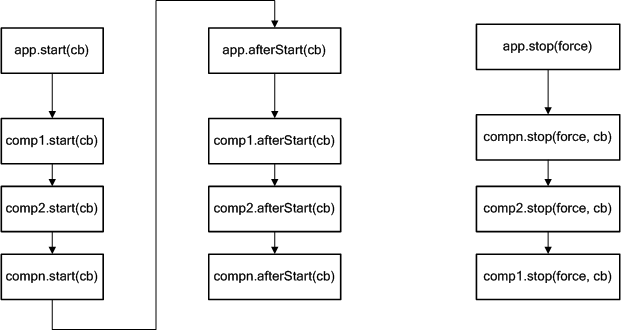 app.start(cb)
comp1.start(cb)
comp2.start(cb)
compn.start(cb)
app.afterStart(cb)
comp1.afterStart(cb)
comp2.afterStart(cb)
compn.afterStart(cb)
app.stop(force)
compn.stop(force, cb)
comp2.stop(force, cb)
comp1.stop(force, cb)